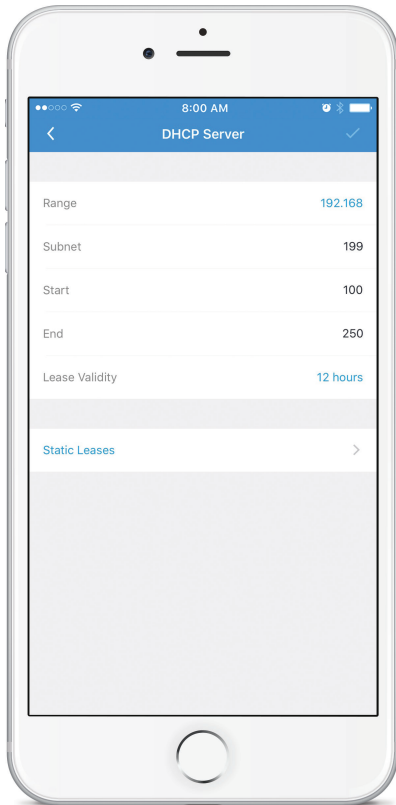 8:00 AM
DHCP Server
Range 192.168
Subnet 199
Start 100
End 250
Lease Validity 12 hours
Static Leases